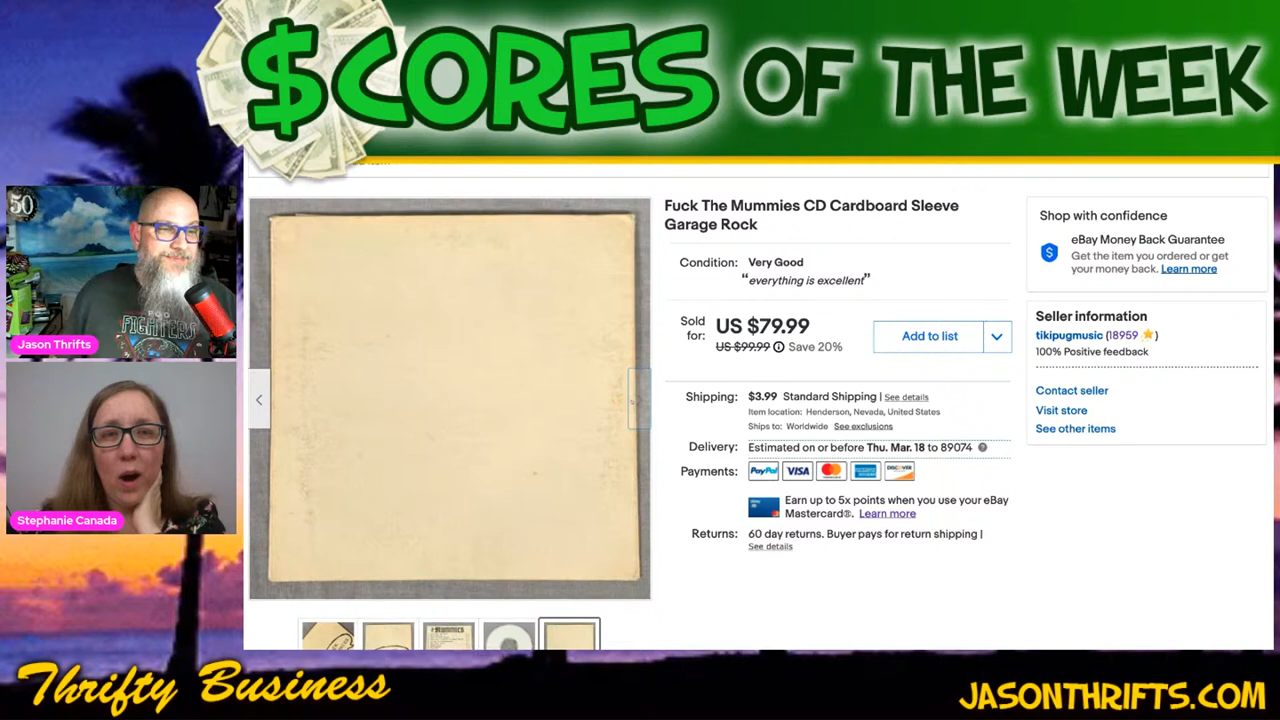 $CORES OF THE WEEK
50
Jason Thrifts
FOO
FIGHTERS
Stephanie Canada
Fuck The Mummies CD Cardboard Sleeve
Garage Rock
Condition: Very Good
“everything is excellent”
Sold
for: US $79.99
US $99.99 Save 20%
Add to list
Shipping: $3.99 Standard Shipping | See details
Item location: Henderson, Nevada, United States
Ships to: Worldwide See exclusions
Delivery: Estimated on or before Thu. Mar. 18 to 89074
Payments: PayPal VISA DISCOVER
Earn up to 5x points when you use your eBay
Mastercard®. Learn more
Returns: 60 day returns. Buyer pays for return shipping |
See details
Shop with confidence
eBay Money Back Guarantee
Get the item you ordered or get
your money back. Learn more
Seller information
tikipugmusic (18959)
100% Positive feedback
Contact seller
Visit store
See other items
MUMMIES
Thrifty Business
JASONTHRIFTS.COM